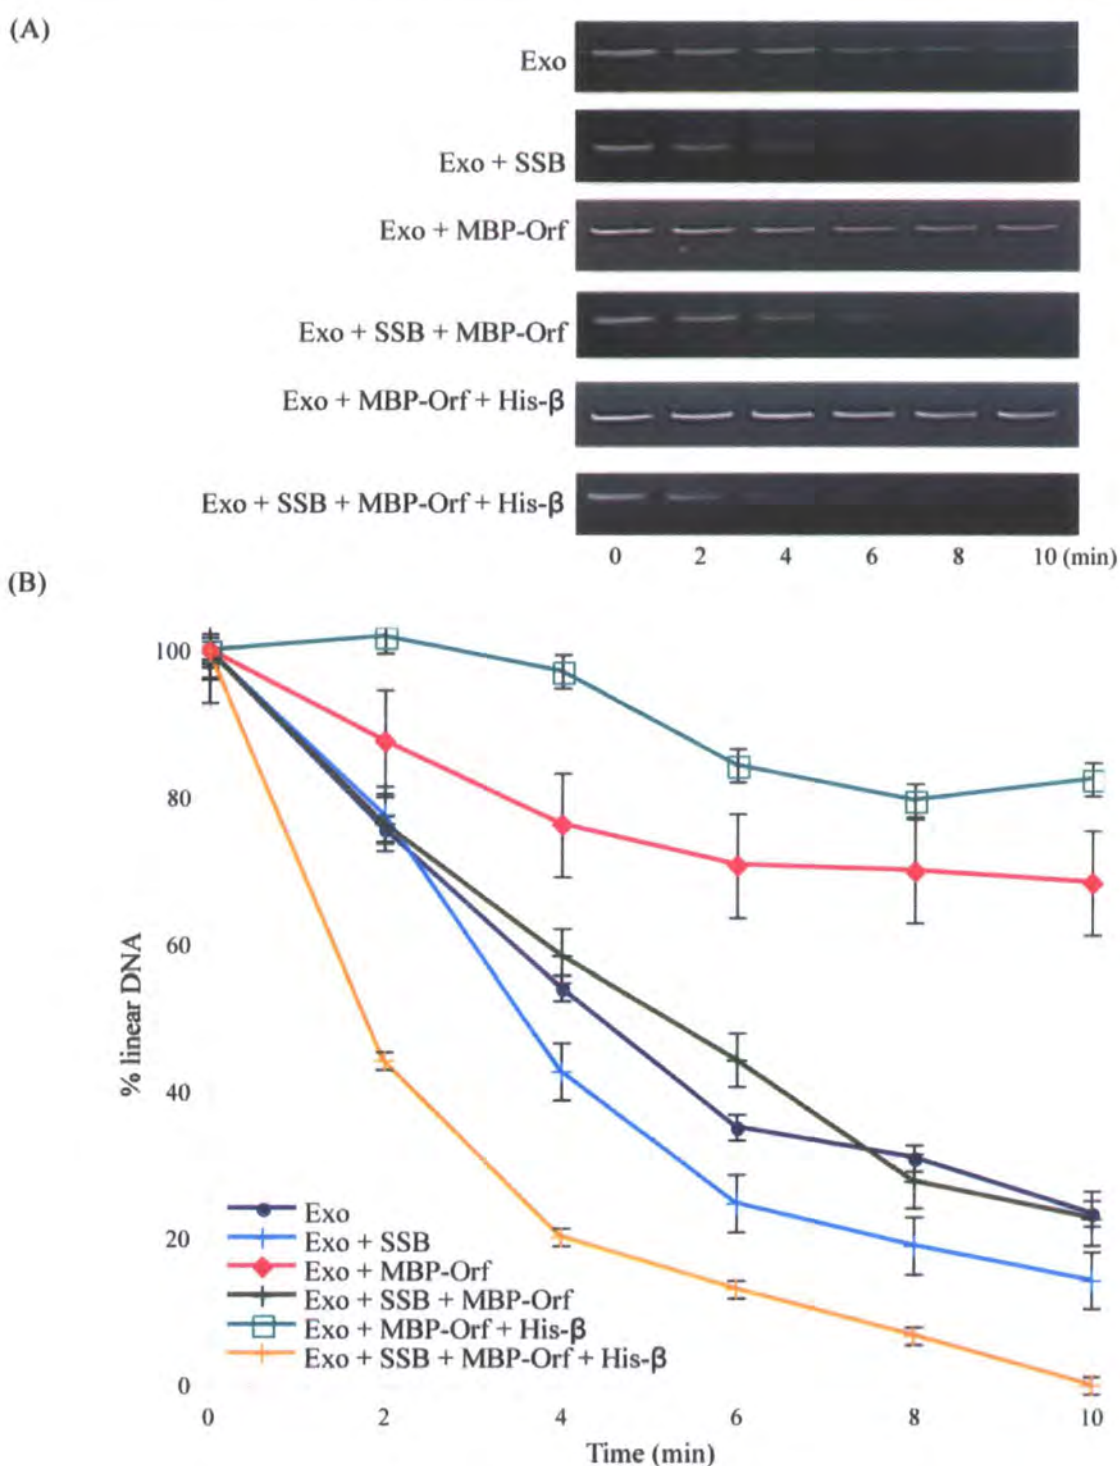 (A)
Exo
Exo + SSB
Exo + MBP-Orf
Exo + SSB + MBP-Orf
Exo + MBP-Orf + His-β
Exo + SSB + MBP-Orf + His-β
0 2 4 6 8 10 (min)
(B)
100
80
60
40
20
0
% linear DNA
Exo
Exo + SSB
Exo + MBP-Orf
Exo + SSB + MBP-Orf
Exo + MBP-Orf + His-β
Exo + SSB + MBP-Orf + His-β
0 2 4 6 8 10
Time (min)